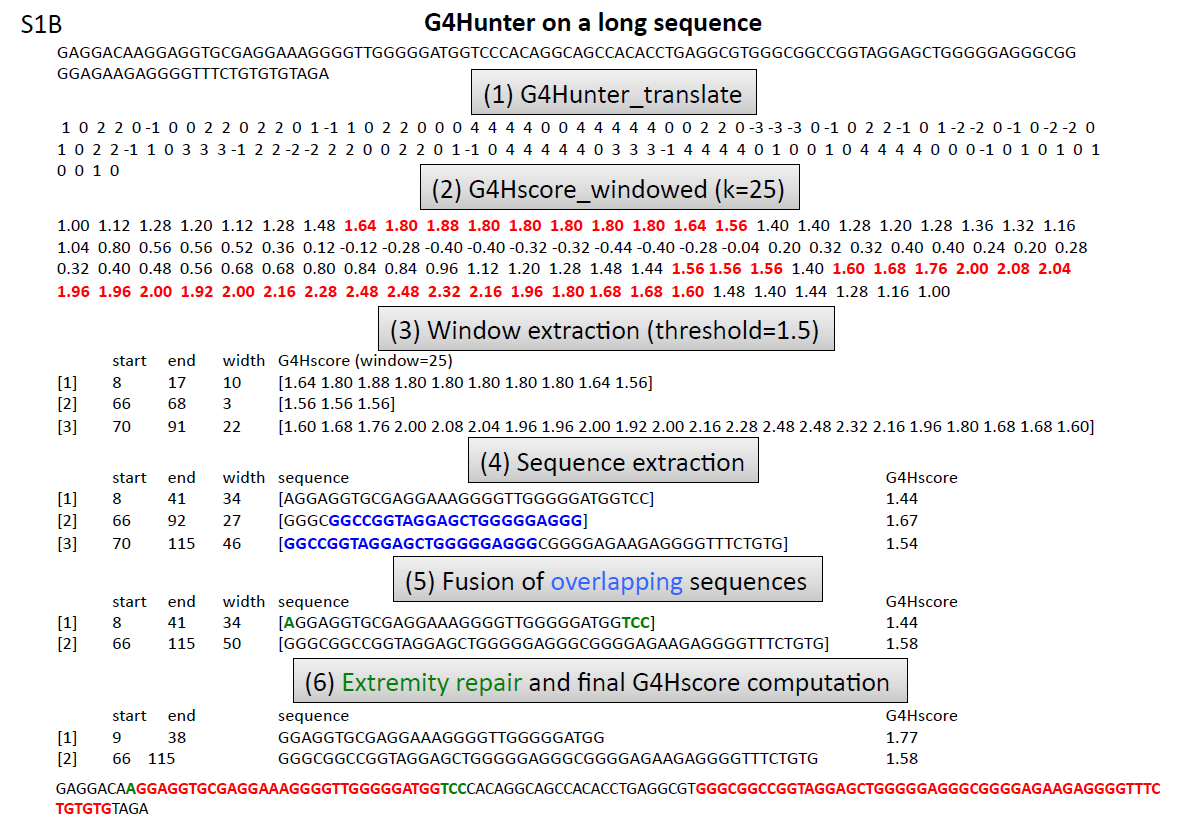 S1B
G4Hunter on a long sequence
GAGGACAAGGAGGTGCGAGGAAAGGGGTTGGGGGATGGTCCCACAGGCAGCCACACCTGAGGCGTGGGCGGCCGGTAGGAGCTGGGGGAGGGCGG
GGAGAAGAGGGGTTTCTGTGTGTAGA
(1) G4Hunter_translate
1 0 2 2 0 -1 0 0 2 2 0 2 2 0 1 -1 1 0 2 2 0 0 0 4 4 4 4 0 0 4 4 4 4 4 0 0 2 2 0 -3 -3 -3 0 -1 0 2 2 -1 0 1 -2 -2 0 -1 0 -2 -2 0
1 0 2 2 -1 1 0 3 3 3 -1 2 2 -2 -2 2 2 0 0 2 2 0 1 -1 0 4 4 4 4 4 0 3 3 3 -1 4 4 4 4 0 1 0 0 1 0 4 4 4 4 0 0 0 -1 0 1 0 1 0 1
0 0 1 0
(2) G4Hscore_windowed (k=25)
1.00 1.12 1.28 1.20 1.12 1.28 1.48 1.64 1.80 1.88 1.80 1.80 1.80 1.80 1.80 1.64 1.56 1.40 1.40 1.28 1.20 1.28 1.36 1.32 1.16
1.04 0.80 0.56 0.56 0.52 0.36 0.12 -0.12 -0.28 -0.40 -0.40 -0.32 -0.32 -0.44 -0.40 -0.28 -0.04 0.20 0.32 0.32 0.40 0.40 0.24 0.20 0.28
0.32 0.40 0.48 0.56 0.68 0.68 0.80 0.84 0.84 0.96 1.12 1.20 1.28 1.48 1.44 1.56 1.56 1.56 1.40 1.60 1.68 1.76 2.00 2.08 2.04
1.96 1.96 2.00 1.92 2.00 2.16 2.28 2.48 2.48 2.32 2.16 1.96 1.80 1.68 1.68 1.60 1.48 1.40 1.44 1.28 1.16 1.00
(3) Window extraction (threshold=1.5)
start end width G4Hscore (window=25)
[1] 8 17 10 [1.64 1.80 1.88 1.80 1.80 1.80 1.80 1.80 1.64 1.56]
[2] 66 68 3 [1.56 1.56 1.56]
[3] 70 91 22 [1.60 1.68 1.76 2.00 2.08 2.04 1.96 1.96 2.00 1.92 2.00 2.16 2.28 2.48 2.48 2.32 2.16 1.96 1.80 1.68 1.68 1.60]
(4) Sequence extraction
start end width sequence G4Hscore
[1] 8 41 34 [AGGAGGTGCGAGGAAAGGGGTTGGGGGATGGTCC] 1.44
[2] 66 92 27 [GGGCGGCCGGTAGGAGCTGGGGGAGGG] 1.67
[3] 70 115 46 [GGCCGGTAGGAGCTGGGGGAGGGCGGGGAGAAGAGGGGTTTCTGTG] 1.54
(5) Fusion of overlapping sequences
start end width sequence G4Hscore
[1] 8 41 34 [AGGAGGTGCGAGGAAAGGGGTTGGGGGATGGTCC] 1.44
[2] 66 115 50 [GGGCGGCCGGTAGGAGCTGGGGGAGGGCGGGGAGAAGAGGGGTTTCTGTG] 1.58
(6) Extremity repair and final G4Hscore computation
start end sequence G4Hscore
[1] 9 38 GGAGGTGCGAGGAAAGGGGTTGGGGGATGG 1.77
[2] 66 115 GGGCGGCCGGTAGGAGCTGGGGGAGGGCGGGGAGAAGAGGGGTTTCTGTG 1.58
GAGGACAAGGAGGTGCGAGGAAAGGGGTTGGGGGATGGTCCCACAGGCAGCCACACCTGAGGCGTGGGCGGCCGGTAGGAGCTGGGGGAGGGCGGGGAGAAGAGGGGTTTC
TGTGTGTAGA